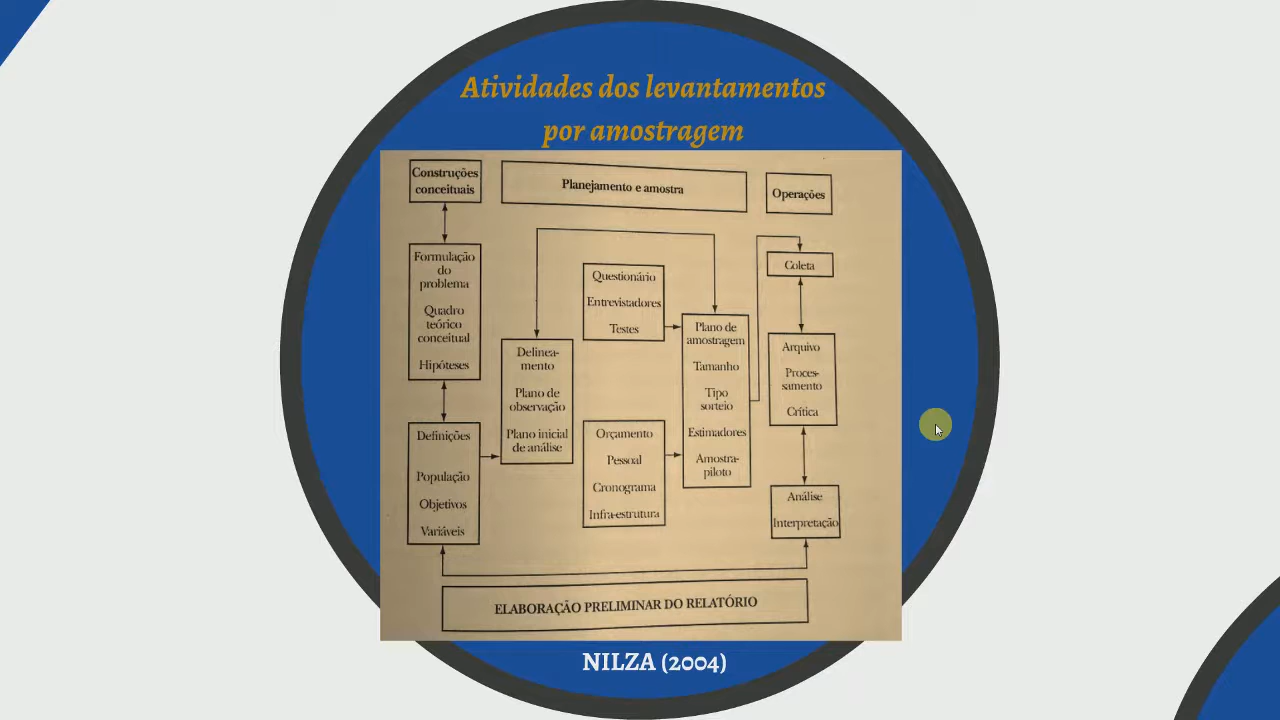 Atividades dos levantamentos
por amostragem
Construções
conceituais
Planejamento e amostra
Operações
Formulação
do
problema
Quadro
teórico
conceitual
Hipóteses
Definições
População
Objetivos
Variáveis
Delinea-
mento
Plano de
observação
Plano inicial
de análise
Questionário
Entrevistadores
Testes
Orçamento
Pessoal
Cronograma
Infra-estrutura
Plano de
amostragem
Tamanho
Tipo
sorteio
Estimadores
Amostra-
piloto
Coleta
Arquivo
Proces-
samento
Crítica
Análise
Interpretação
ELABORAÇÃO PRELIMINAR DO RELATÓRIO
NILZA (2004)